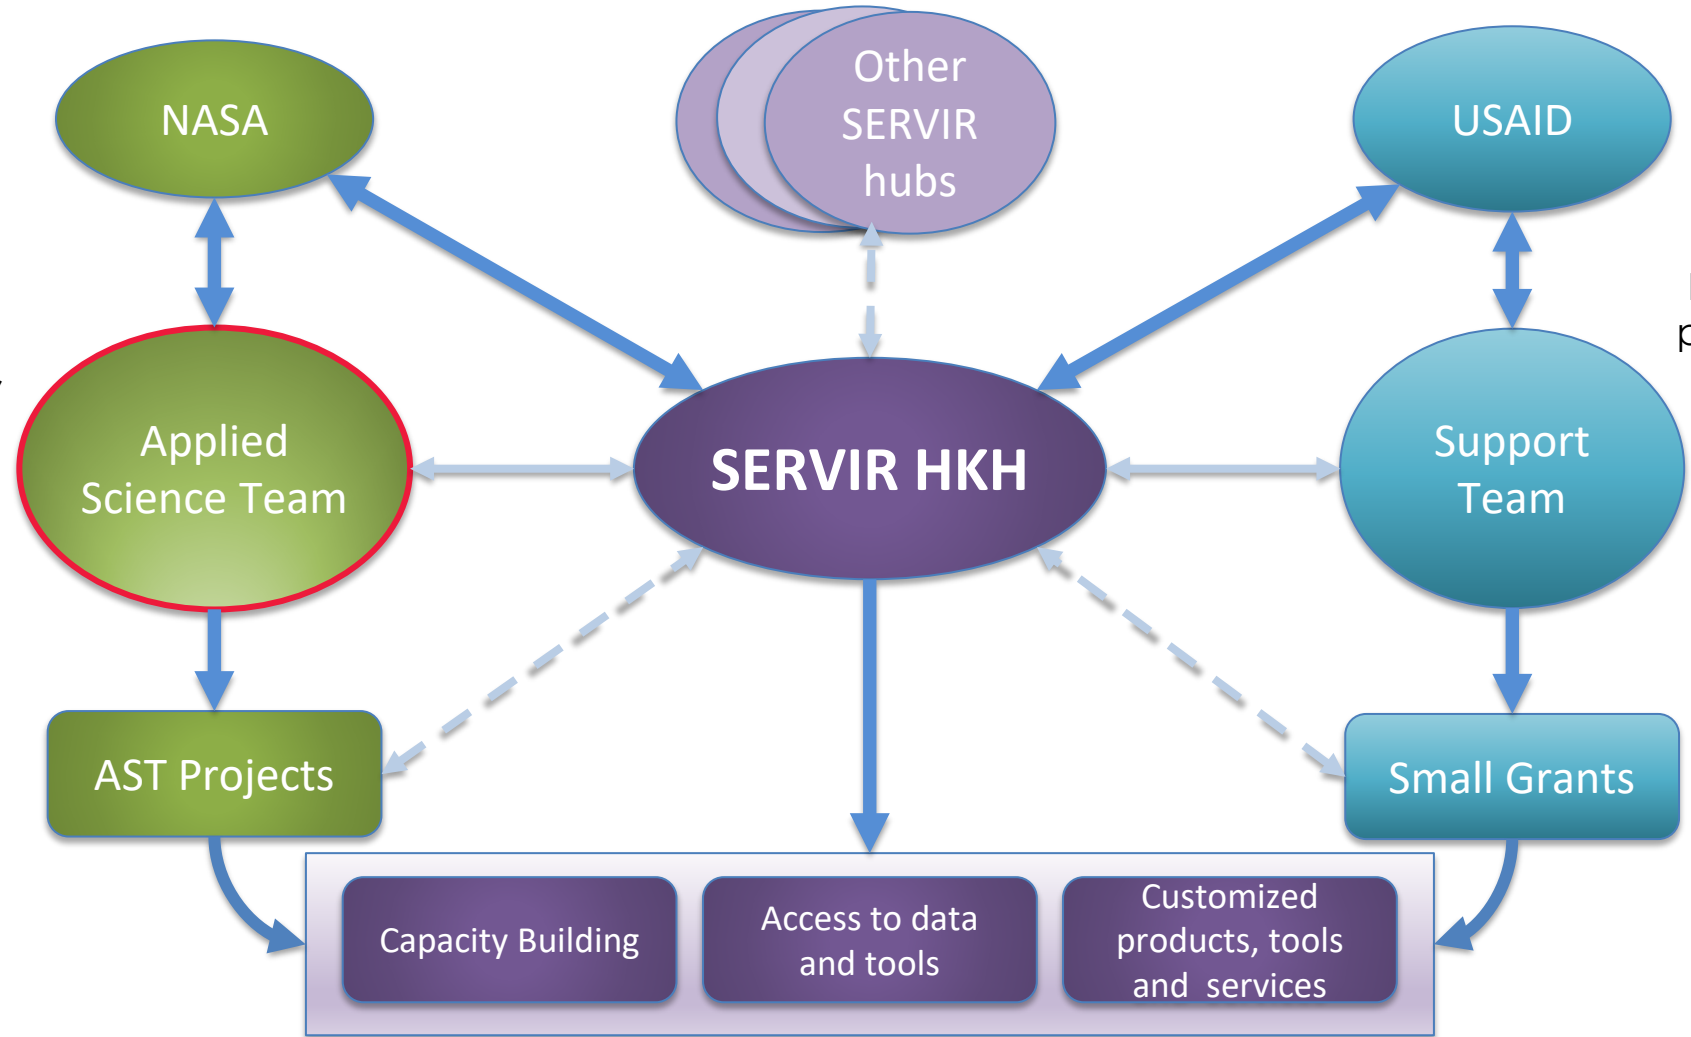 NASA
Other
SERVIR
hubs
USAID
Applied
Science Team
SERVIR HKH
Support
Team
AST Projects
Small Grants
Capacity Building
Access to data
and tools
Customized
products, tools
and services